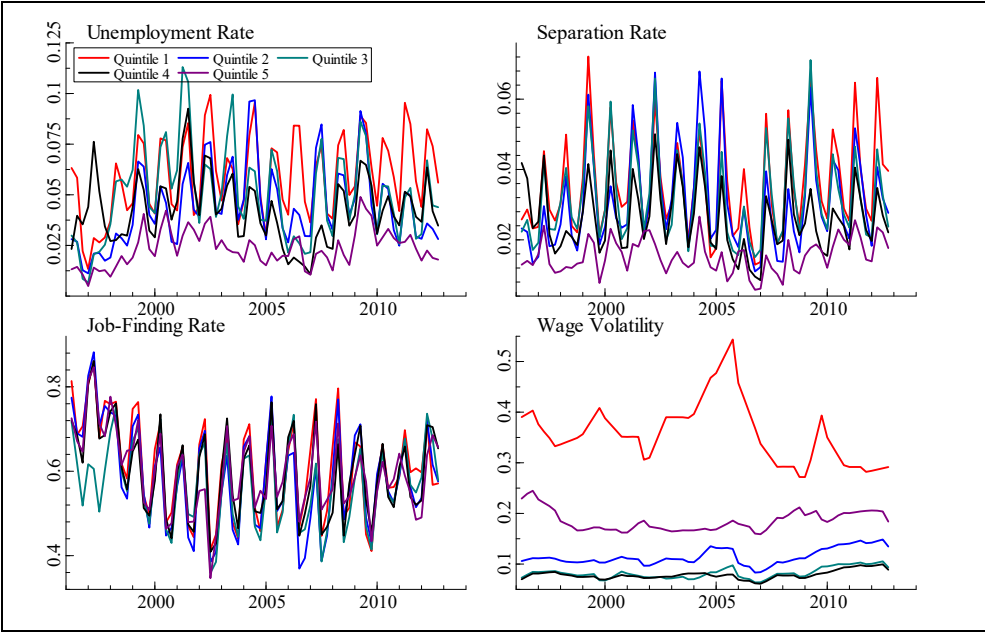 Unemployment Rate
0.125
0.1
0.075
0.05
0.025
Quintile 1 Quintile 2 Quintile 3
Quintile 4 Quintile 5
2000 2005 2010
Separation Rate
0.06
0.04
0.02
2000 2005 2010
Job-Finding Rate
0.8
0.6
0.4
2000 2005 2010
Wage Volatility
0.5
0.4
0.3
0.2
0.1
2000 2005 2010